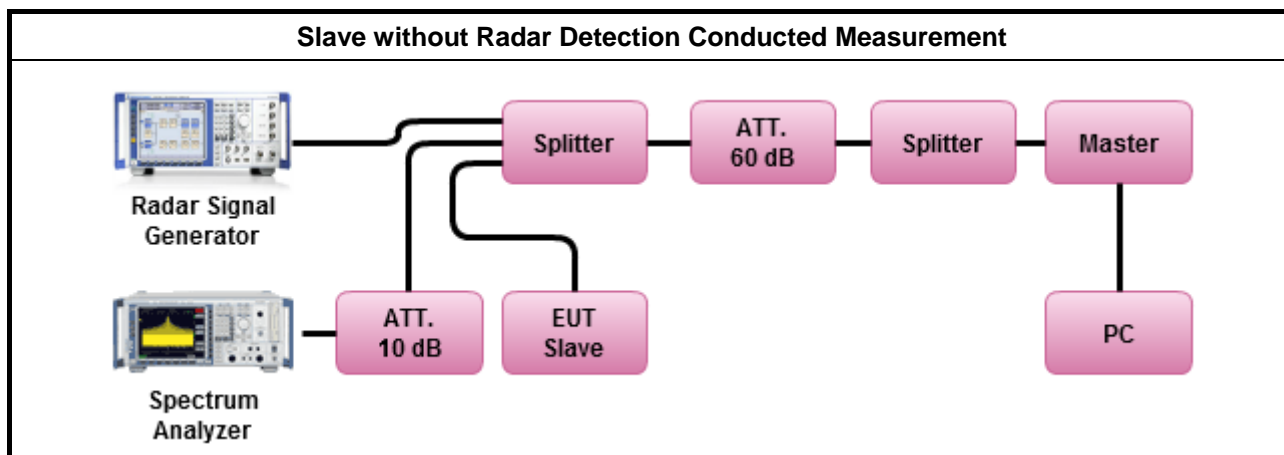 Slave without Radar Detection Conducted Measurement
Radar Signal
Generator
Splitter
ATT.
60 dB
Splitter
Master
Spectrum
Analyzer
ATT.
10 dB
EUT
Slave
PC